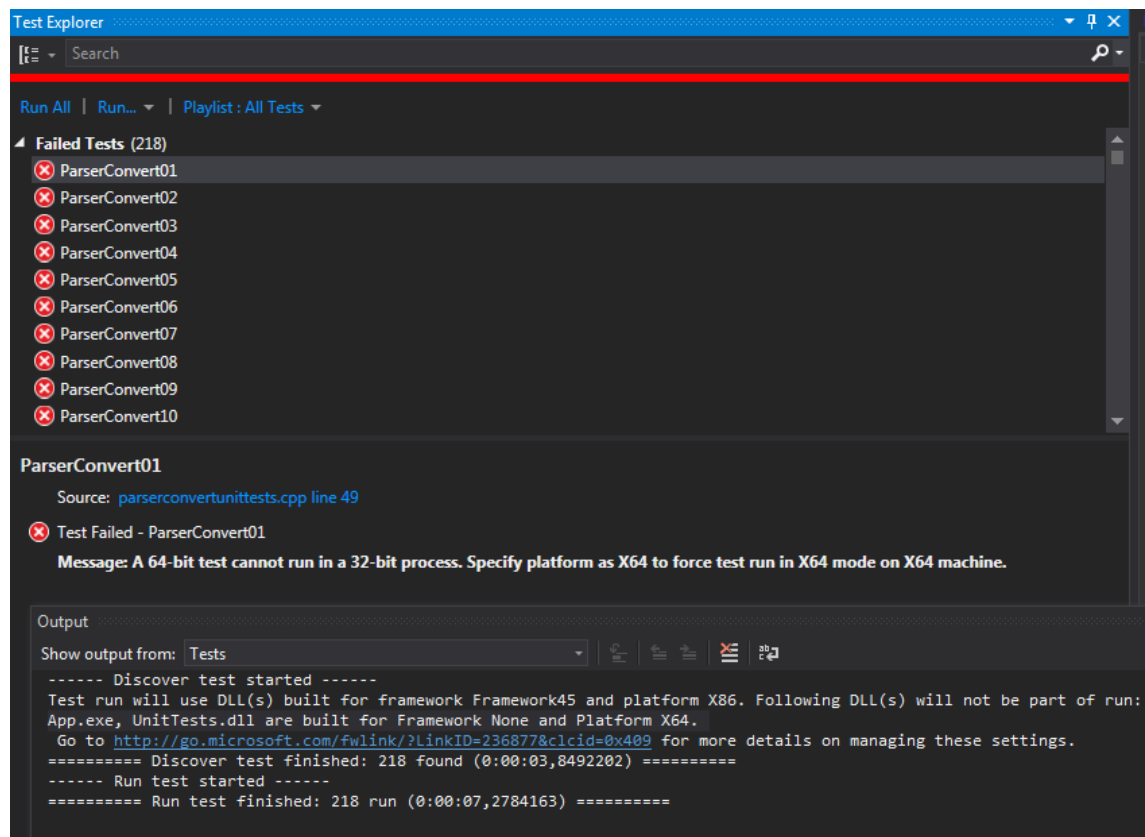 Test Explorer
Search
Run All | Run... | Playlist : All Tests
Failed Tests (218)
ParserConvert01
ParserConvert02
ParserConvert03
ParserConvert04
ParserConvert05
ParserConvert06
ParserConvert07
ParserConvert08
ParserConvert09
ParserConvert10
ParserConvert01
Source: parserconvertunittests.cpp line 49
Test Failed - ParserConvert01
Message: A 64-bit test cannot run in a 32-bit process. Specify platform as X64 to force test run in X64 mode on X64 machine.
Output
Show output from: Tests
------ Discover test started ------
Test run will use DLL(s) built for framework Framework45 and platform X86. Following DLL(s) will not be part of run:
App.exe, UnitTests.dll are built for Framework None and Platform X64.
Go to http://go.microsoft.com/fwlink/?LinkID=236877&clcid=0x409 for more details on managing these settings.
========== Discover test finished: 218 found (0:00:03,8492202) ==========
------ Run test started ------
========== Run test finished: 218 run (0:00:07,2784163) ==========